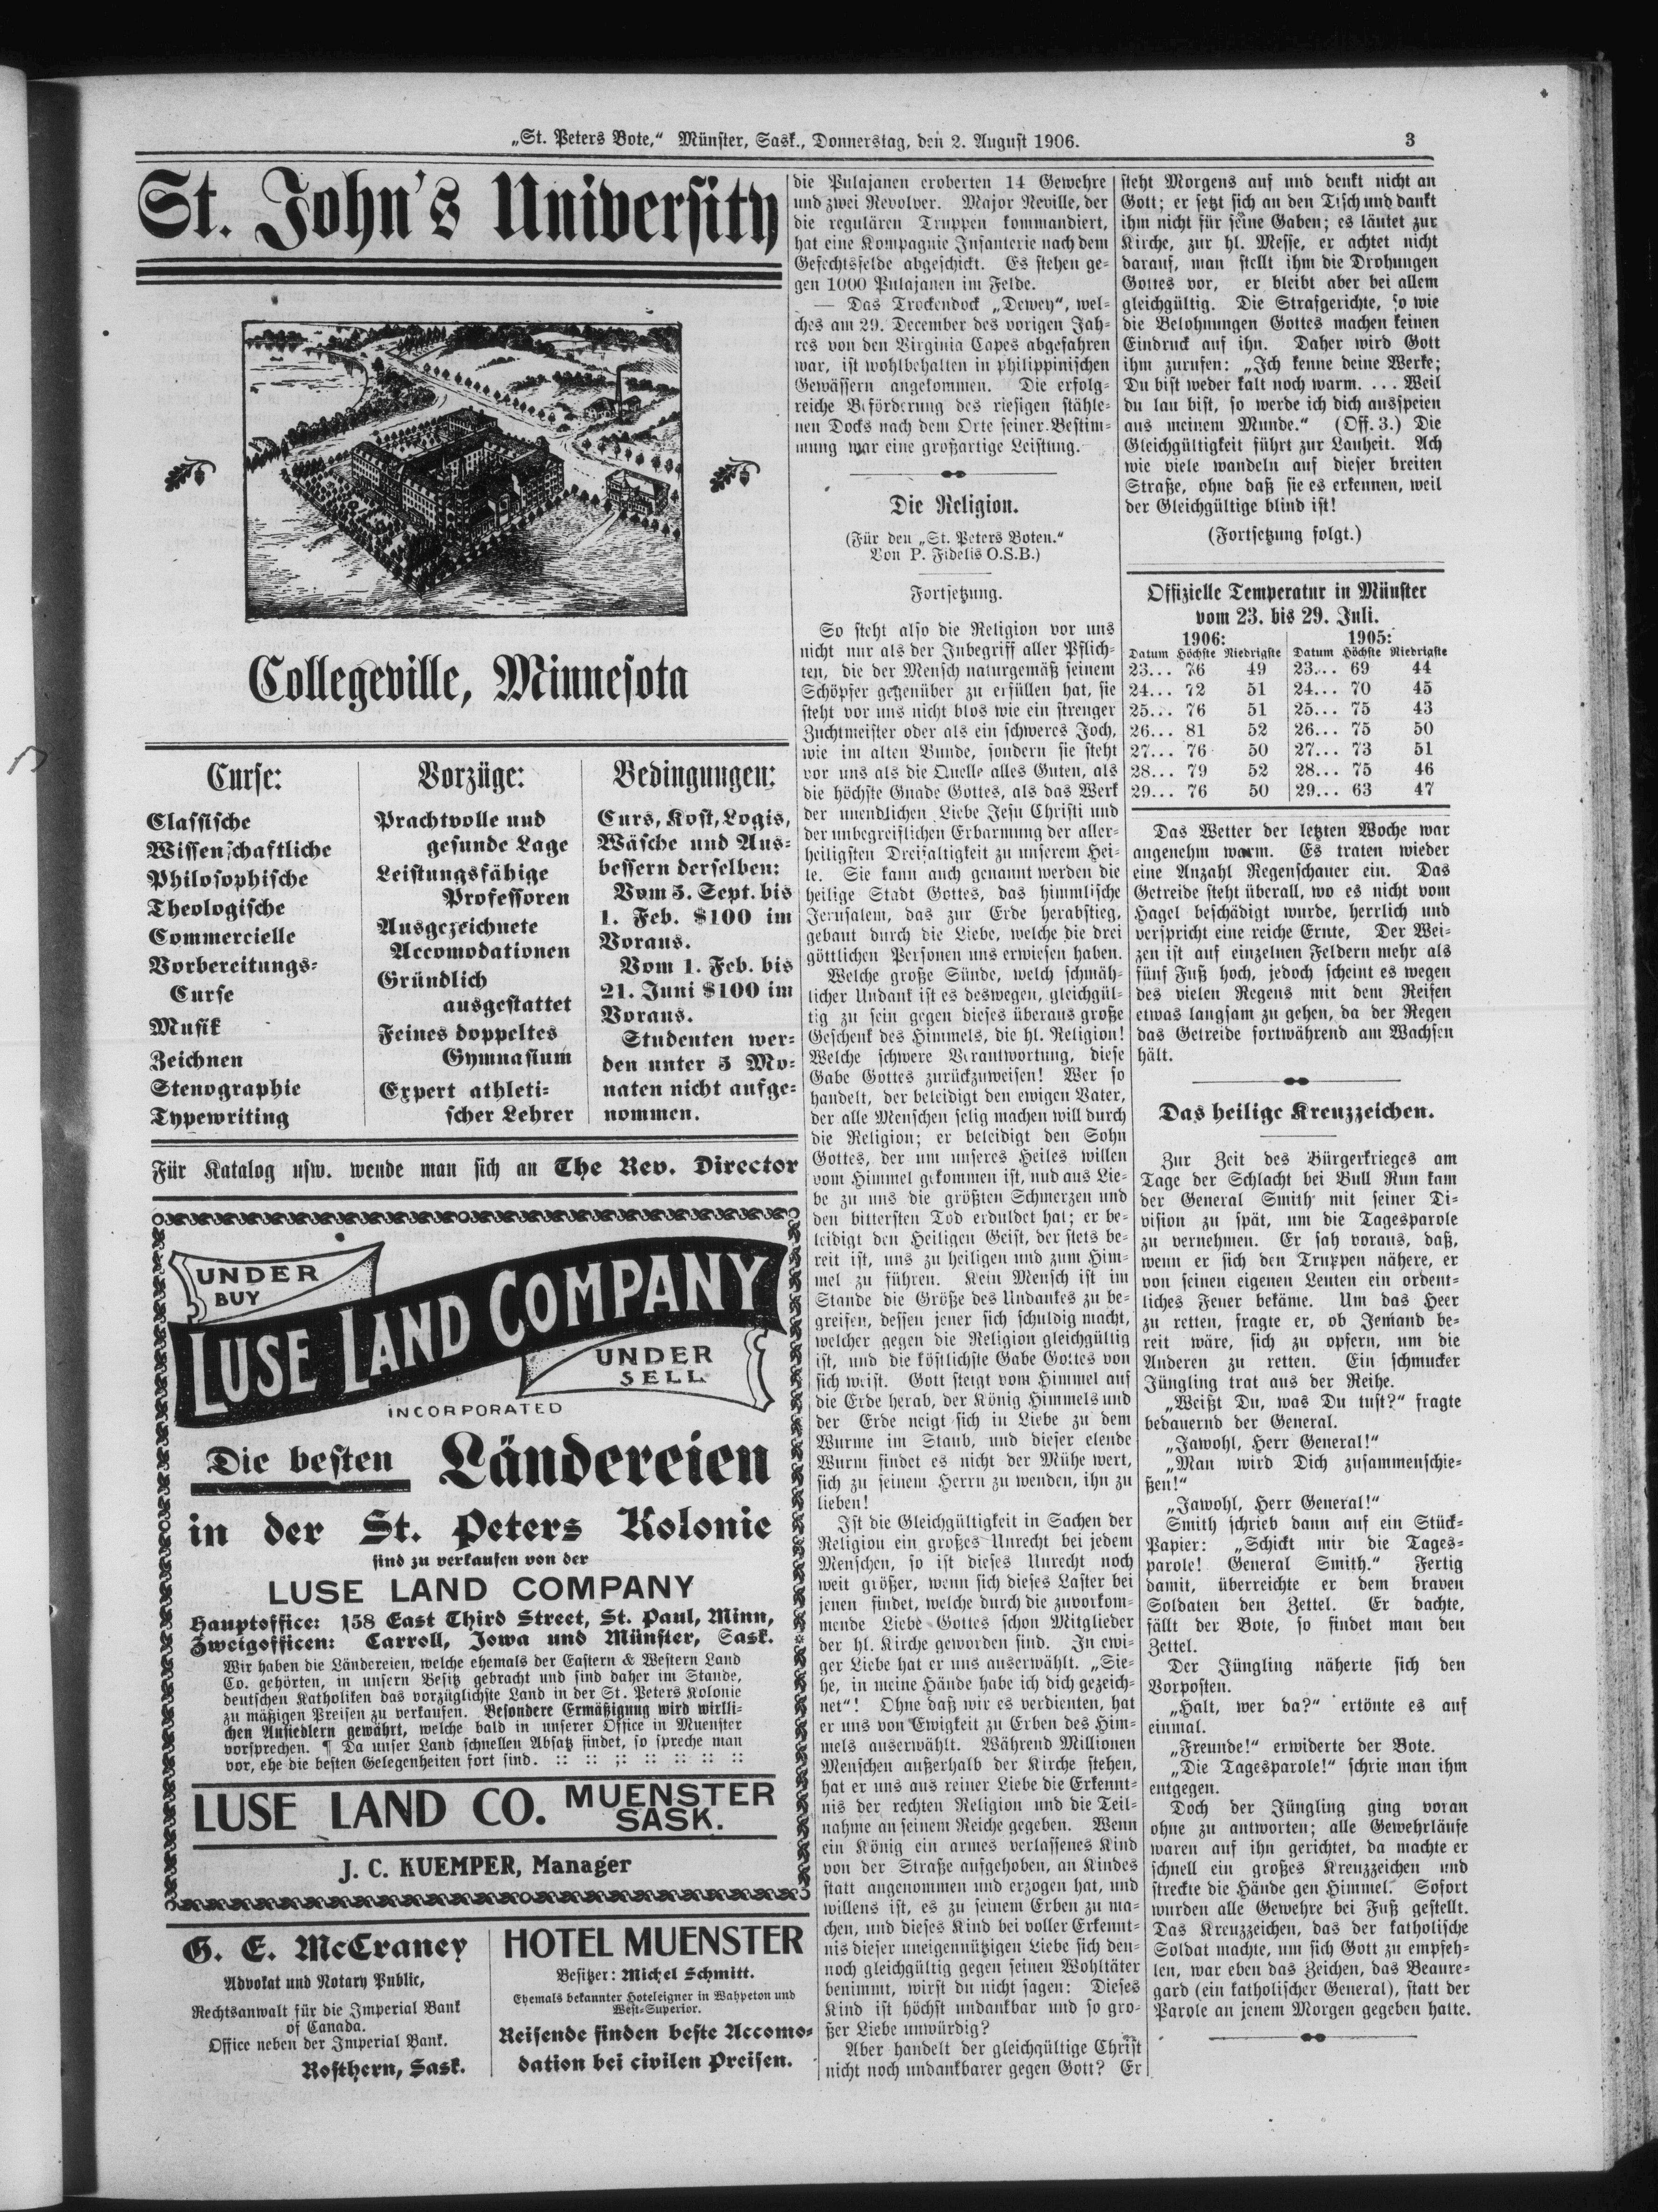 „St. Peters Bote,“ Münster, Sask., Donnerstag, den 2. August 1906.
3
St. John's University
Collegeville, Minnesota
Curse:
Classische
Wissenschaftliche
Philosophische
Theologische
Commercielle
Vorbereitungs-
Curse
Musik
Zeichnen
Stenographie
Typewriting
Vorzüge:
Prachtvolle und
gesunde Lage
Leistungsfähige
Professoren
Ausgezeichnete
Accomodationen
Gründlich
ausgestattet
Feines doppeltes
Gymnasium
Expert athleti-
scher Lehrer
Bedingungen:
Curs, Kost, Logis,
Wäsche und Aus-
bessern derselben:
Vom 5. Sept. bis
1. Feb. $100 im
Voraus.
Vom 1. Feb. bis
21. Juni $100 im
Voraus.
Studenten wer-
den unter 5 Mo-
naten nicht aufge-
nommen.
Für Katalog usw. wende man sich an The Rev. Director
UNDER
BUY
LUSE LAND COMPANY
UNDER
SELL
INCORPORATED
Die besten Ländereien
in der St. Peters Kolonie
sind zu verkaufen von der
LUSE LAND COMPANY
Hauptoffice: 158 East Third Street, St. Paul, Minn,
Zweigofficen: Carroll, Iowa und Münster, Sask.
Wir haben die Ländereien, welche ehemals der Eastern & Western Land
Co. gehörten, in unsern Besitz gebracht und sind daher im Stande,
deutschen Katholiken das vorzüglichste Land in der St. Peters Kolonie
zu mäßigen Preisen zu verkaufen. Besondere Ermäßigung wird wirkli-
chen Ansiedlern gewährt, welche bald in unserer Office in Muenster
vorsprechen. ¶ Da unser Land schnellen Absatz findet, so spreche man
vor, ehe die besten Gelegenheiten fort sind. :: :: :: :: :: :: ::
LUSE LAND CO. MUENSTER
SASK.
J. C. KUEMPER, Manager
G. E. McCraney
Advokat und Notary Public,
Rechtsanwalt für die Imperial Bank
of Canada.
Office neben der Imperial Bank.
Rosthern, Sask.
HOTEL MUENSTER
Besitzer: Michel Schmitt.
Ehemals bekannter Hoteleigner in Wahpeton und
West-Superior.
Reisende finden beste Accomo-
dation bei civilen Preisen.
die Pulajanen eroberten 14 Gewehre
und zwei Revolver. Major Neville, der
die regulären Truppen kommandiert,
hat eine Kompagnie Infanterie nach dem
Gefechtsfelde abgeschickt. Es stehen ge-
gen 1000 Pulajanen im Felde.
— Das Trockendock „Dewey“, wel-
ches am 29. December des vorigen Jah-
res von den Virginia Capes abgefahren
war, ist wohlbehalten in philippinischen
Gewässern angekommen. Die erfolg-
reiche Beförderung des riesigen stähle-
nen Docks nach dem Orte seiner Bestim-
mung war eine großartige Leistung.
Die Religion.
(Für den „St. Peters Boten.“
Von P. Fidelis O.S.B.)
Fortsetzung.
So steht also die Religion vor uns
nicht nur als der Inbegriff aller Pflich-
ten, die der Mensch naturgemäß seinem
Schöpfer gegenüber zu erfüllen hat, sie
steht vor uns nicht blos wie ein strenger
Zuchtmeister oder als ein schweres Joch,
wie im alten Bunde, sondern sie steht
vor uns als die Quelle alles Guten, als
die höchste Gnade Gottes, als das Werk
der unendlichen Liebe Jesu Christi und
der unbegreiflichen Erbarmung der aller-
heiligsten Dreifaltigkeit zu unserem Hei-
le. Sie kann auch genannt werden die
heilige Stadt Gottes, das himmlische
Jerusalem, das zur Erde herabstieg,
gebaut durch die Liebe, welche die drei
göttlichen Personen uns erwiesen haben.
Welche große Sünde, welch schmäh-
licher Undank ist es deswegen, gleichgül-
tig zu sein gegen dieses überaus große
Geschenk des Himmels, die hl. Religion!
Welche schwere Verantwortung, diese
Gabe Gottes zurückzuweisen! Wer so
handelt, der beleidigt den ewigen Vater,
der alle Menschen selig machen will durch
die Religion; er beleidigt den Sohn
Gottes, der um unseres Heiles willen
vom Himmel gekommen ist, nud aus Lie-
be zu uns die größten Schmerzen und
den bittersten Tod erduldet hat; er be-
leidigt den Heiligen Geist, der stets be-
reit ist, uns zu heiligen und zum Him-
mel zu führen. Kein Mensch ist im
Stande die Größe des Undankes zu be-
greifen, dessen jener sich schuldig macht,
welcher gegen die Religion gleichgültig
ist, und die köstlichste Gabe Gottes von
sich weist. Gott steigt vom Himmel auf
die Erde herab, der König Himmels und
der Erde neigt sich in Liebe zu dem
Wurme im Staub, und dieser elende
Wurm findet es nicht der Mühe wert,
sich zu seinem Herrn zu wenden, ihn zu
lieben!
Ist die Gleichgültigkeit in Sachen der
Religion ein großes Unrecht bei jedem
Menschen, so ist dieses Unrecht noch
weit größer, wenn sich dieses Laster bei
jenen findet, welche durch die zuvorkom-
mende Liebe Gottes schon Mitglieder
der hl. Kirche geworden sind. In ewi-
ger Liebe hat er uns auserwählt. „Sie-
he, in meine Hände habe ich dich gezeich-
net“! Ohne daß wir es verdienten, hat
er uns von Ewigkeit zu Erben des Him-
mels auserwählt. Während Millionen
Menschen außerhalb der Kirche stehen,
hat er uns aus reiner Liebe die Erkennt-
nis der rechten Religion und die Teil-
nahme an seinem Reiche gegeben. Wenn
ein König ein armes verlassenes Kind
von der Straße aufgehoben, an Kindes
statt angenommen und erzogen hat, und
willens ist, es zu seinem Erben zu ma-
chen, und dieses Kind bei voller Erkennt-
nis dieser uneigennützigen Liebe sich den-
noch gleichgültig gegen seinen Wohltäter
benimmt, wirst du nicht sagen: Dieses
Kind ist höchst undankbar und so gro-
ßer Liebe unwürdig?
Aber handelt der gleichgültige Christ
nicht noch undankbarer gegen Gott? Er
steht Morgens auf und denkt nicht an
Gott; er setzt sich an den Tisch und dankt
ihm nicht für seine Gaben; es läutet zur
Kirche, zur hl. Messe, er achtet nicht
darauf, man stellt ihm die Drohungen
Gottes vor, er bleibt aber bei allem
gleichgültig. Die Strafgerichte, so wie
die Belohnungen Gottes machen keinen
Eindruck auf ihn. Daher wird Gott
ihm zurufen: „Ich kenne deine Werke;
Du bist weder kalt noch warm. ... Weil
du lau bist, so werde ich dich ausspeien
aus meinem Munde.“ (Off. 3.) Die
Gleichgültigkeit führt zur Lauheit. Ach
wie viele wandeln auf dieser breiten
Straße, ohne daß sie es erkennen, weil
der Gleichgültige blind ist!
(Fortsetzung folgt.)
Offizielle Temperatur in Münster
vom 23. bis 29. Juli.
1906: 1905:
Datum Höchste Niedrigste Datum Höchste Niedrigste
23... 76 49 23... 69 44
24... 72 51 24... 70 45
25... 76 51 25... 75 43
26... 81 52 26... 75 50
27... 76 50 27... 73 51
28... 79 52 28... 75 46
29... 76 50 29... 63 47
Das Wetter der letzten Woche war
angenehm warm. Es traten wieder
eine Anzahl Regenschauer ein. Das
Getreide steht überall, wo es nicht vom
Hagel beschädigt wurde, herrlich und
verspricht eine reiche Ernte, Der Wei-
zen ist auf einzelnen Feldern mehr als
fünf Fuß hoch, jedoch scheint es wegen
des vielen Regens mit dem Reifen
etwas langsam zu gehen, da der Regen
das Getreide fortwährend am Wachsen
hält.
Das heilige Kreuzzeichen.
Zur Zeit des Bürgerkrieges am
Tage der Schlacht bei Bull Run kam
der General Smith mit seiner Di-
vision zu spät, um die Tagesparole
zu vernehmen. Er sah voraus, daß,
wenn er sich den Truppen nähere, er
von seinen eigenen Leuten ein ordent-
liches Feuer bekäme. Um das Heer
zu retten, fragte er, ob Jemand be-
reit wäre, sich zu opfern, um die
Anderen zu retten. Ein schmucker
Jüngling trat aus der Reihe.
„Weißt Du, was Du tust?“ fragte
bedauernd der General.
„Jawohl, Herr General!“
„Man wird Dich zusammenschie-
ßen!“
„Jawohl, Herr General!“
Smith schrieb dann auf ein Stück-
Papier: „Schickt mir die Tages-
parole! General Smith.“ Fertig
damit, überreichte er dem braven
Soldaten den Zettel. Er dachte,
fällt der Bote, so findet man den
Zettel.
Der Jüngling näherte sich den
Vorposten.
„Halt, wer da?“ ertönte es auf
einmal.
„Freunde!“ erwiderte der Bote.
„Die Tagesparole!“ schrie man ihm
entgegen.
Doch der Jüngling ging voran
ohne zu antworten; alle Gewehrläufe
waren auf ihn gerichtet, da machte er
schnell ein großes Kreuzzeichen und
streckte die Hände gen Himmel. Sofort
wurden alle Gewehre bei Fuß gestellt.
Das Kreuzzeichen, das der katholische
Soldat machte, um sich Gott zu empfeh-
len, war eben das Zeichen, das Beaure-
gard (ein katholischer General), statt der
Parole an jenem Morgen gegeben hatte.